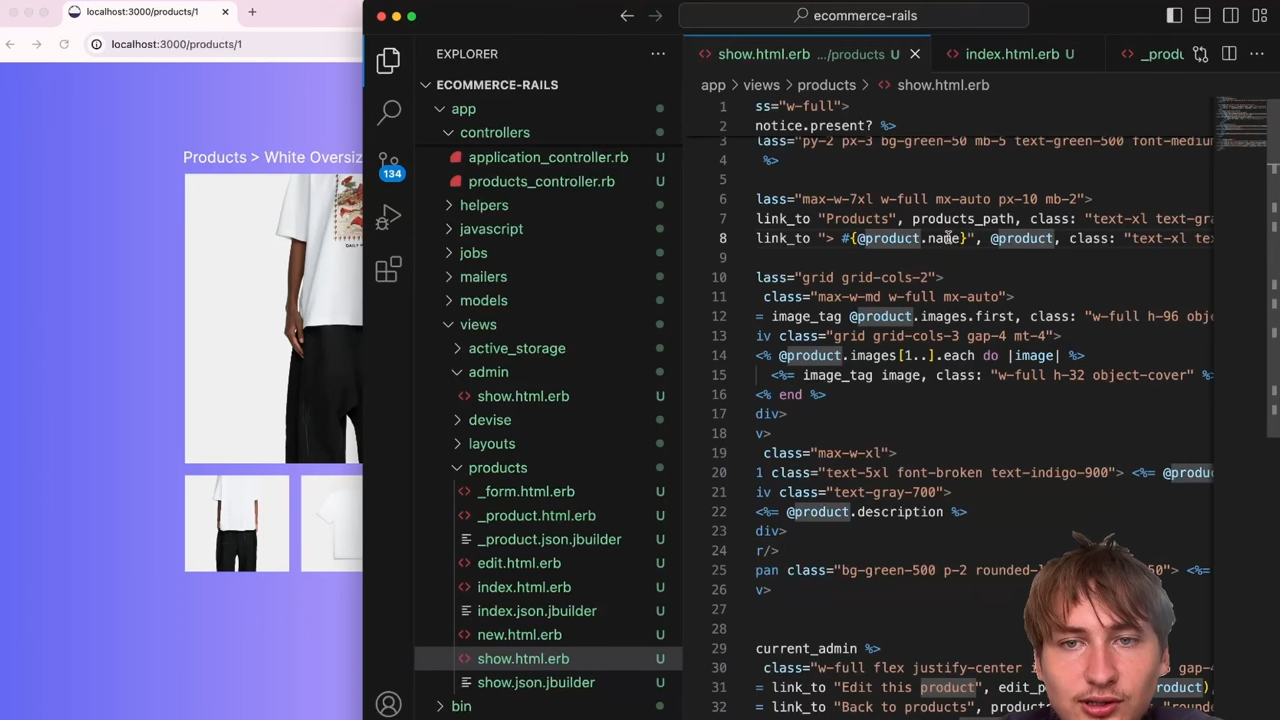 localhost:3000/products/1
localhost:3000/products/1
Products > White Oversiz
ecommerce-rails
EXPLORER
ECOMMERCE-RAILS
app
controllers
application_controller.rb U
products_controller.rb U
helpers
javascript
jobs
mailers
models
views
active_storage
admin
show.html.erb U
devise
layouts
products
_form.html.erb U
_product.html.erb U
_product.json.jbuilder U
edit.html.erb U
index.html.erb U
index.json.jbuilder U
new.html.erb U
show.html.erb U
show.json.jbuilder U
bin
134
show.html.erb .../products U
index.html.erb U
_produ
app > views > products > show.html.erb
1 ss="w-full">
2 notice.present? %>
3 lass="py-2 px-3 bg-green-50 mb-5 text-green-500 font-medium
4 %>
5
6 lass="max-w-7xl w-full mx-auto px-10 mb-2">
7 link_to "Products", products_path, class: "text-xl text-gra
8 link_to "> #{@product.name}", @product, class: "text-xl tex
9
10 lass="grid grid-cols-2">
11 class="max-w-md w-full mx-auto">
12 = image_tag @product.images.first, class: "w-full h-96 obje
13 iv class="grid grid-cols-3 gap-4 mt-4">
14 <% @product.images[1..].each do |image| %>
15 <%= image_tag image, class: "w-full h-32 object-cover" %>
16 <% end %>
17 div>
18 v>
19 class="max-w-xl">
20 1 class="text-5xl font-broken text-indigo-900"> <%= @produc
21 iv class="text-gray-700">
22 <%= @product.description %>
23 div>
24 r/>
25 pan class="bg-green-500 p-2 rounded-l 50"> <%=
26 v>
27
28
29 current_admin %>
30 class="w-full flex justify-center i gap-4
31 = link_to "Edit this product", edit_p product),
32 = link_to "Back to products", produc "rounde